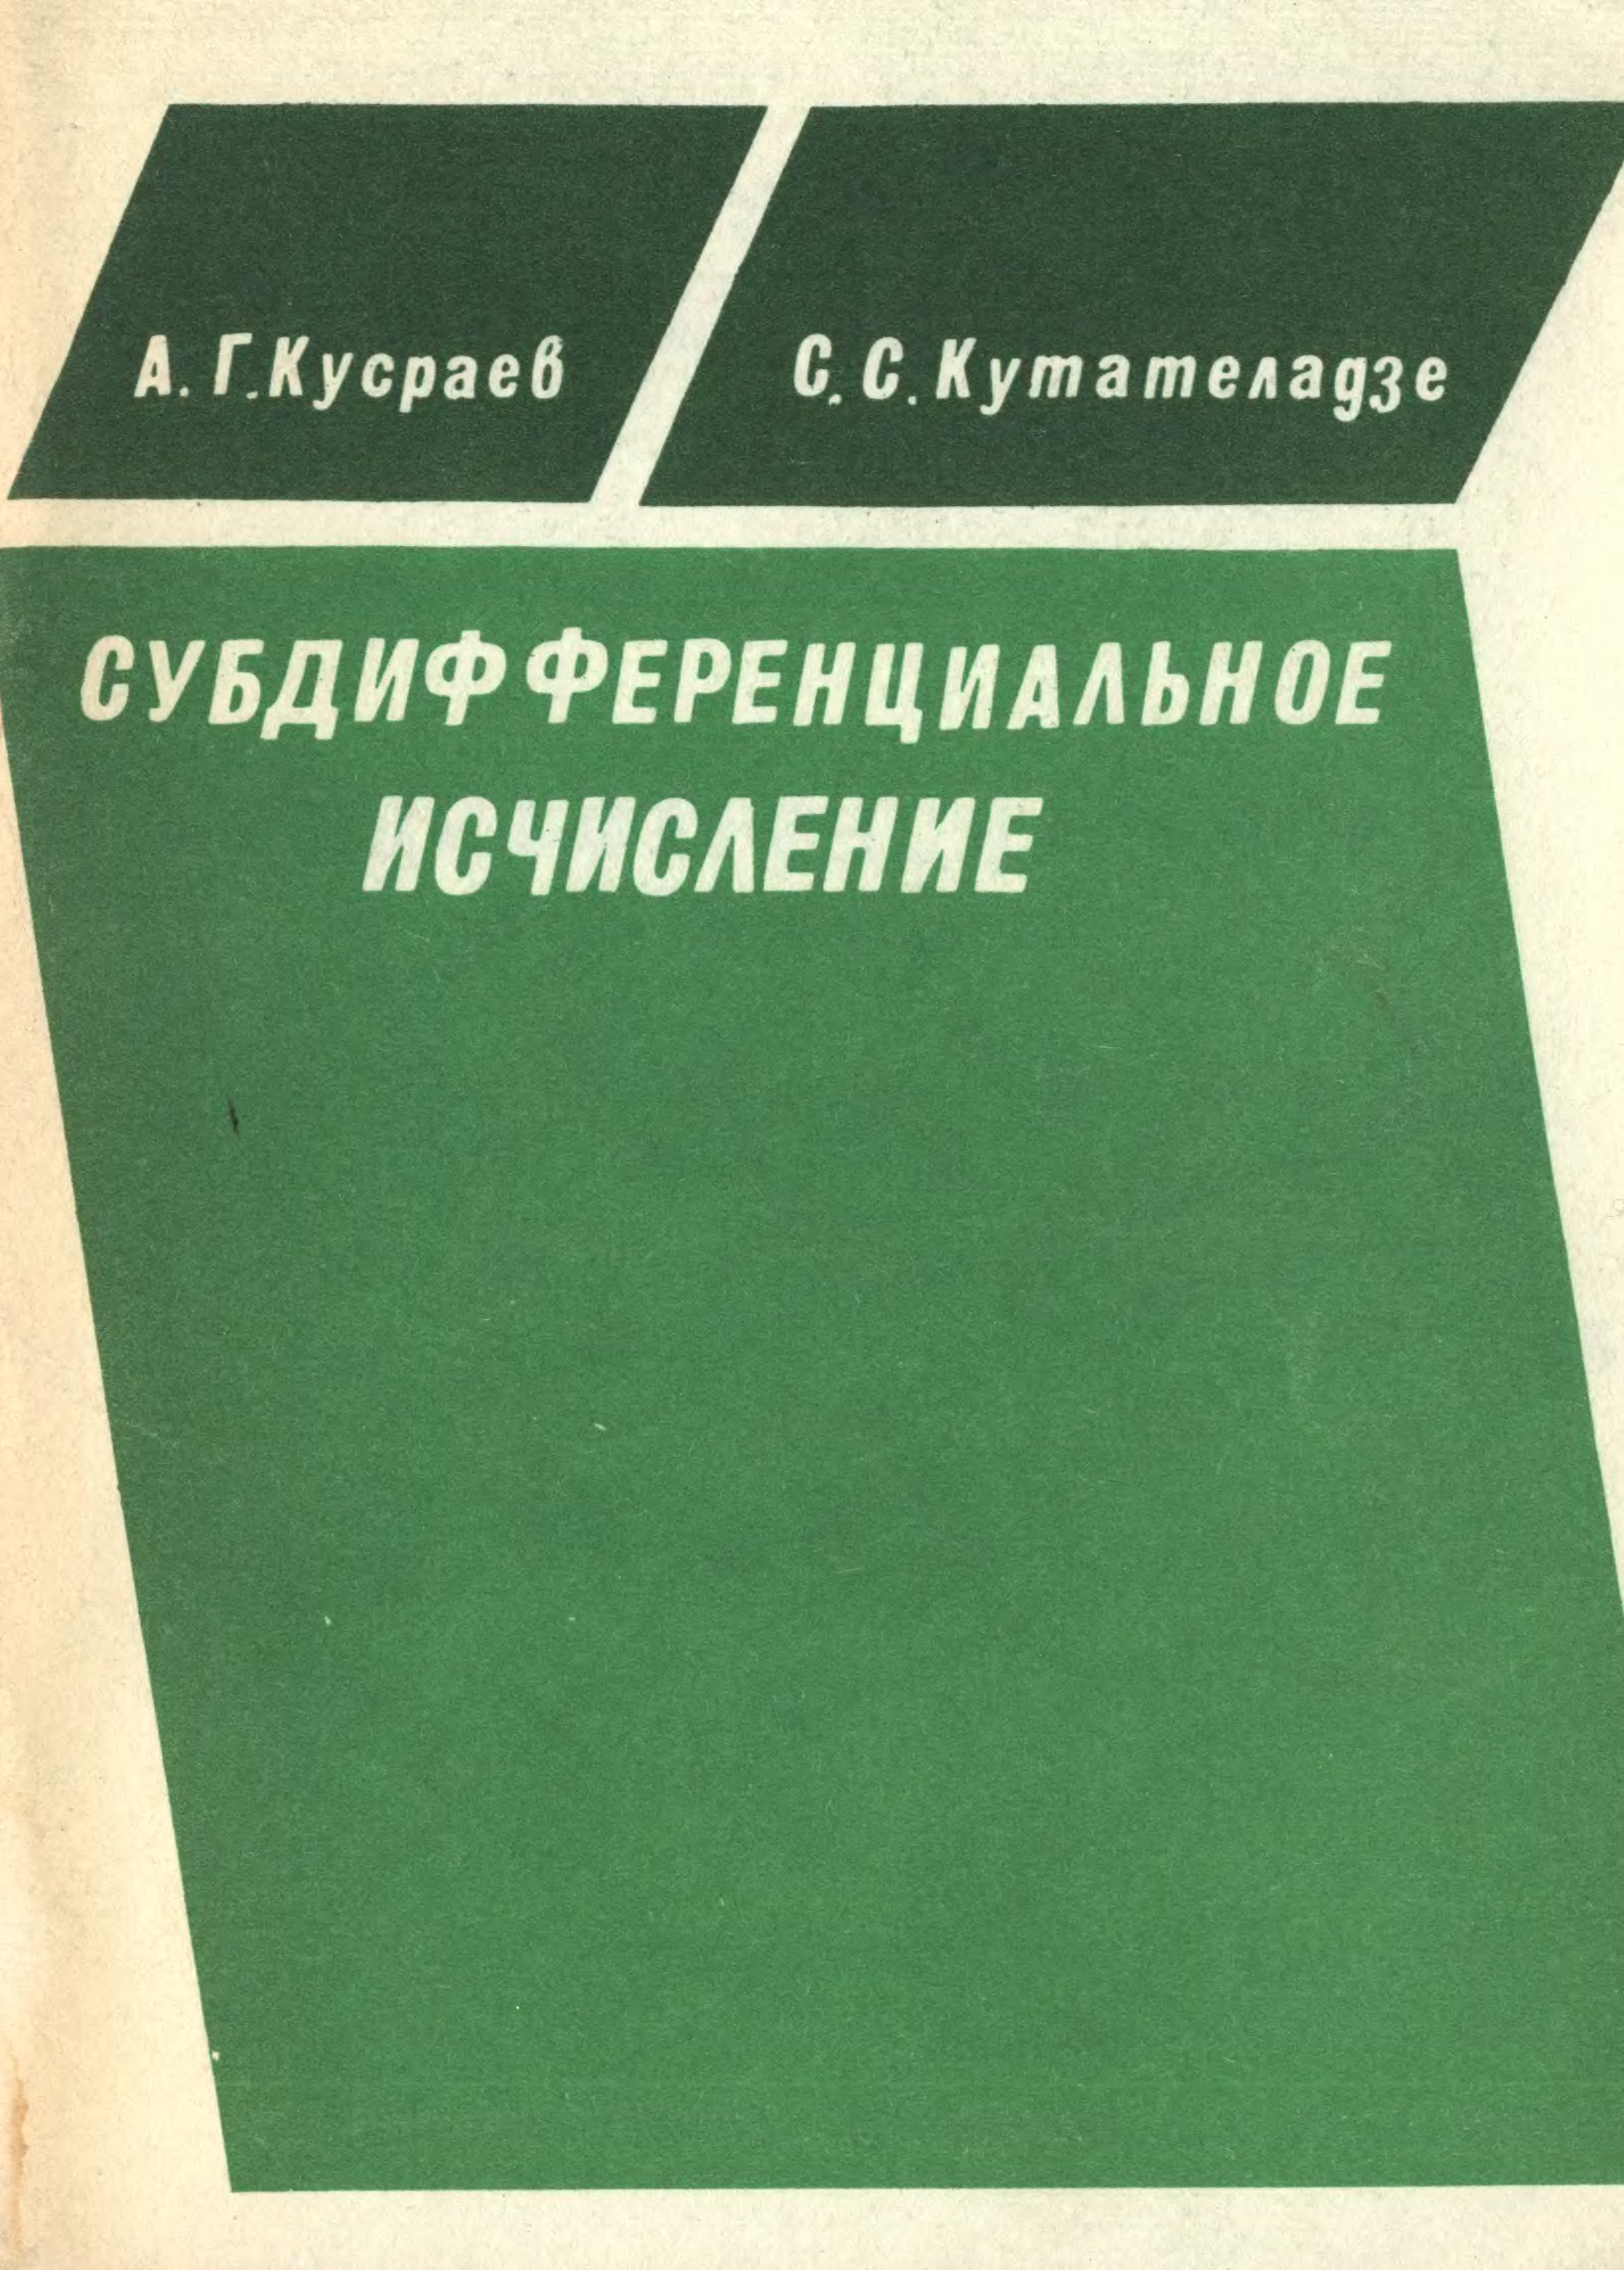 А. Г. Кусраев
С. С. Кутателадзе
СУБДИФФЕРЕНЦИАЛЬНОЕ
ИСЧИСЛЕНИЕ